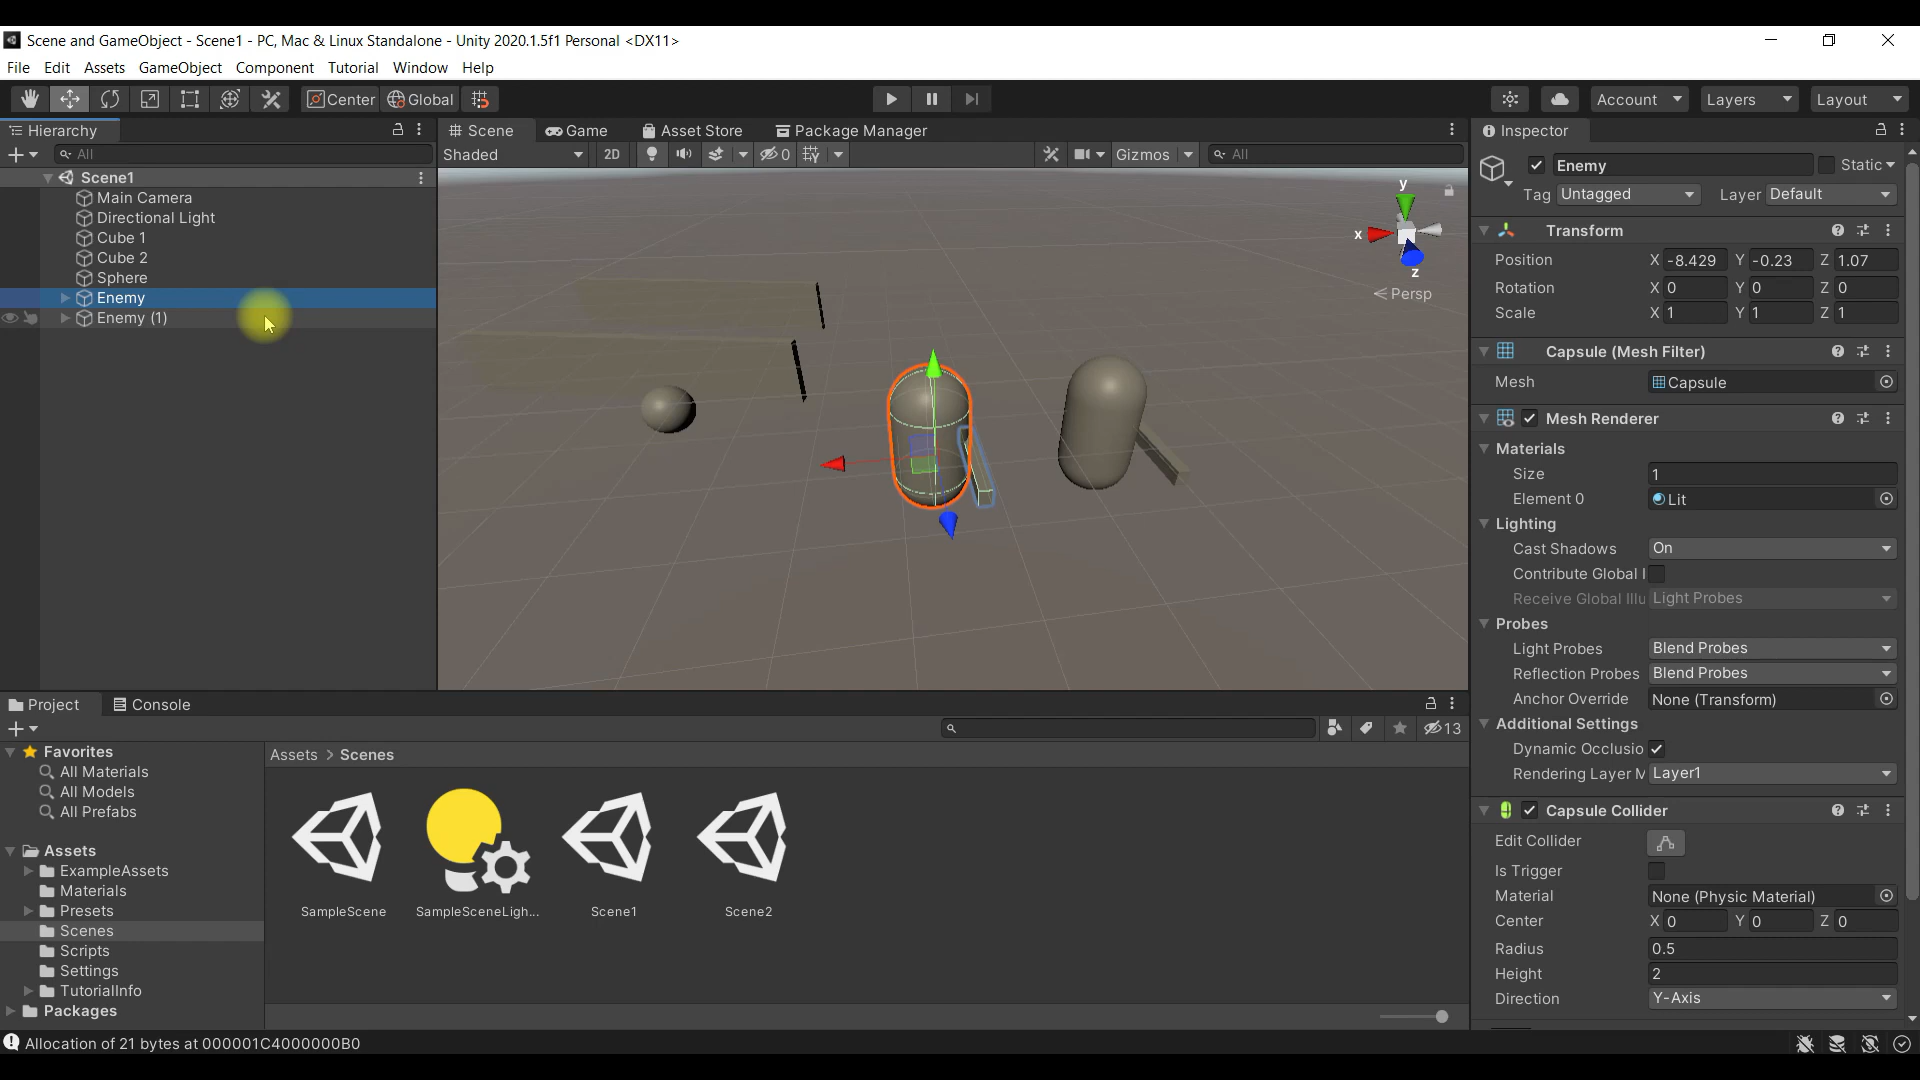 Scene and GameObject - Scene1 - PC, Mac & Linux Standalone - Unity 2020.1.5f1 Personal <DX11>
File Edit Assets GameObject Component Tutorial Window Help
Center Global Account Layers Layout
Hierarchy
All
Scene1
Main Camera
Directional Light
Cube 1
Cube 2
Sphere
Enemy
Enemy (1)
Scene Game Asset Store Package Manager
Shaded 2D 0 Gizmos All
y
x
z
Persp
Inspector
Enemy Static
Tag Untagged Layer Default
Transform
Position X -8.429 Y -0.23 Z 1.07
Rotation X 0 Y 0 Z 0
Scale X 1 Y 1 Z 1
Capsule (Mesh Filter)
Mesh Capsule
Mesh Renderer
Materials
Size 1
Element 0 Lit
Lighting
Cast Shadows On
Contribute Global I
Receive Global Illu Light Probes
Probes
Light Probes Blend Probes
Reflection Probes Blend Probes
Anchor Override None (Transform)
Additional Settings
Dynamic Occlusio
Rendering Layer M Layer1
Capsule Collider
Edit Collider
Is Trigger
Material None (Physic Material)
Center X 0 Y 0 Z 0
Radius 0.5
Height 2
Direction Y-Axis
Project Console
13
Favorites
All Materials
All Models
All Prefabs
Assets
ExampleAssets
Materials
Presets
Scenes
Scripts
Settings
TutorialInfo
Packages
Assets > Scenes
SampleScene SampleSceneLigh... Scene1 Scene2
Allocation of 21 bytes at 000001C4000000B0